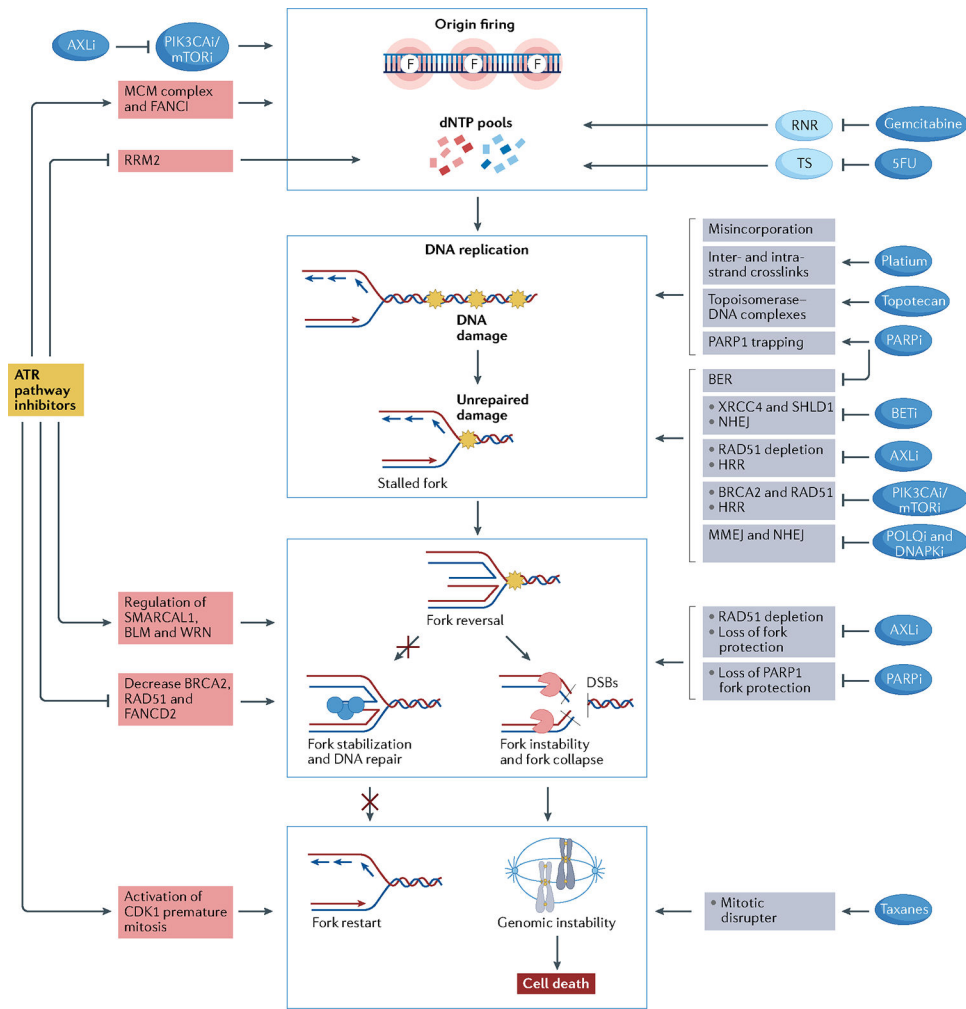 Origin firing
AXLi
PIK3CAi/
mTORi
F
F
F
MCM complex
and FANCI
dNTP pools
RNR
Gemcitabine
RRM2
TS
5FU
DNA replication
Misincorporation
Inter- and intra-
strand crosslinks
Platium
Topoisomerase–
DNA complexes
Topotecan
DNA
damage
PARP1 trapping
PARPi
ATR
pathway
inhibitors
BER
Unrepaired
damage
• XRCC4 and SHLD1
• NHEJ
BETi
• RAD51 depletion
• HRR
AXLi
Stalled fork
• BRCA2 and RAD51
• HRR
PIK3CAi/
mTORi
MMEJ and NHEJ
POLQi and
DNAPKi
Regulation of
SMARCAL1,
BLM and WRN
Fork reversal
• RAD51 depletion
• Loss of fork
protection
AXLi
Decrease BRCA2,
RAD51 and
FANCD2
DSBs
• Loss of PARP1
fork protection
PARPi
Fork stabilization
and DNA repair
Fork instability
and fork collapse
Activation of
CDK1 premature
mitosis
Fork restart
Genomic instability
• Mitotic
disrupter
Taxanes
Cell death